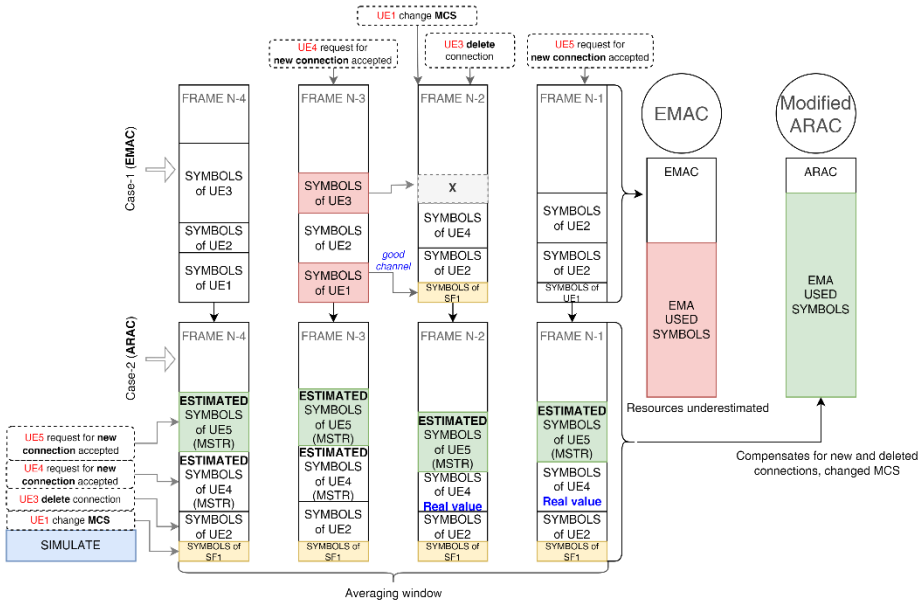 UE1 change MCS
UE4 request for
new connection accepted
UE3 delete
connection
UE5 request for
new connection accepted
Case-1 (EMAC)
FRAME N-4
SYMBOLS
of UE3
SYMBOLS
of UE2
SYMBOLS
of UE1
FRAME N-3
SYMBOLS
of UE3
SYMBOLS
of UE2
SYMBOLS
of UE1
good
channel
FRAME N-2
X
SYMBOLS
of UE4
SYMBOLS
of UE2
SYMBOLS of
SF1
FRAME N-1
SYMBOLS
of UE2
SYMBOLS
of UE2
SYMBOLS
of UE1
EMAC
EMAC
EMA
USED
SYMBOLS
Resources underestimated
Modified
ARAC
ARAC
EMA
USED
SYMBOLS
Compensates for new and deleted
connections, changed MCS
Case-2 (ARAC)
UE5 request for new
connection accepted
UE4 request for new
connection accepted
UE3 delete connection
UE1 change MCS
SIMULATE
FRAME N-4
ESTIMATED
SYMBOLS
of UE5
(MSTR)
ESTIMATED
SYMBOLS
of UE4
(MSTR)
SYMBOLS
of UE2
SYMBOLS of
SF1
FRAME N-3
ESTIMATED
SYMBOLS
of UE5
(MSTR)
ESTIMATED
SYMBOLS
of UE4
(MSTR)
SYMBOLS
of UE2
SYMBOLS of
SF1
FRAME N-2
ESTIMATED
SYMBOLS
of UE5
(MSTR)
SYMBOLS
of UE4
Real value
SYMBOLS
of UE2
SYMBOLS of
SF1
FRAME N-1
ESTIMATED
SYMBOLS
of UE5
(MSTR)
SYMBOLS
of UE4
Real value
SYMBOLS
of UE2
SYMBOLS of
SF1
Averaging window